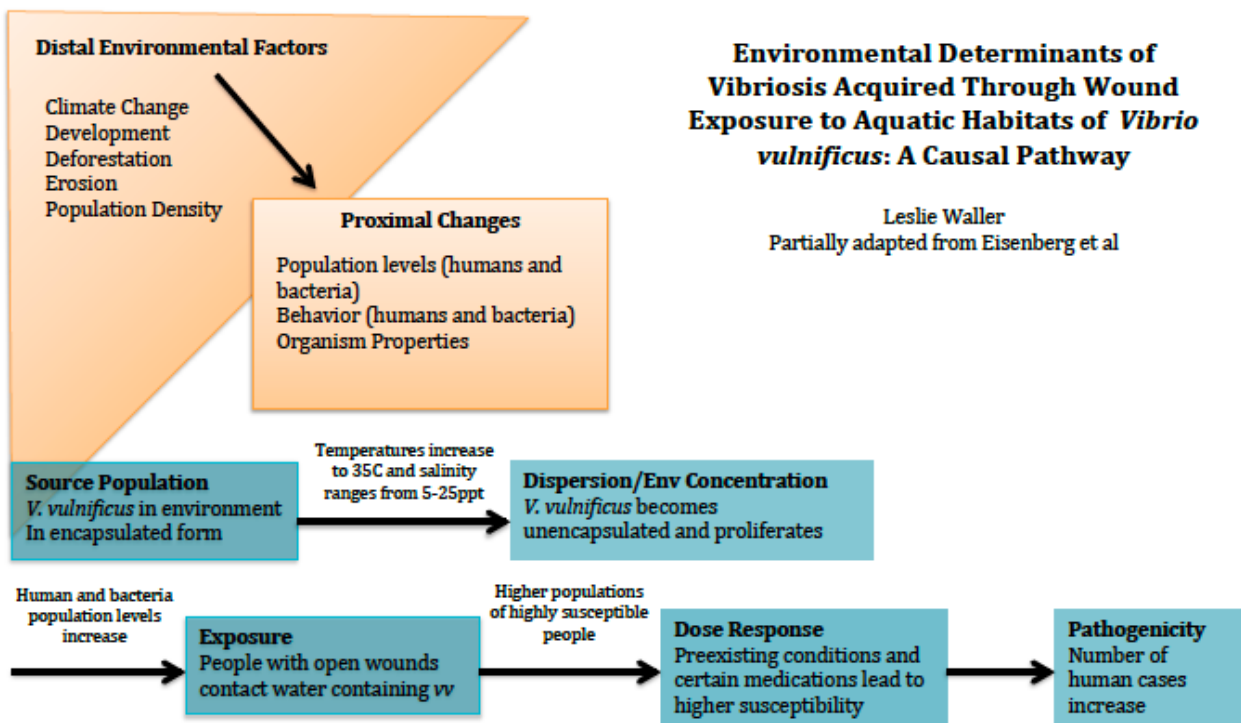 Distal Environmental Factors
Climate Change
Development
Deforestation
Erosion
Population Density
Environmental Determinants of
Vibriosis Acquired Through Wound
Exposure to Aquatic Habitats of Vibrio
vulnificus: A Causal Pathway
Leslie Waller
Partially adapted from Eisenberg et al
Proximal Changes
Population levels (humans and
bacteria)
Behavior (humans and bacteria)
Organism Properties
Source Population
V. vulnificus in environment
In encapsulated form
Temperatures increase
to 35C and salinity
ranges from 5-25ppt
Dispersion/Env Concentration
V. vulnificus becomes
unencapsulated and proliferates
Human and bacteria
population levels
increase
Exposure
People with open wounds
contact water containing vv
Higher populations
of highly susceptible
people
Dose Response
Preexisting conditions and
certain medications lead to
higher susceptibility
Pathogenicity
Number of
human cases
increase